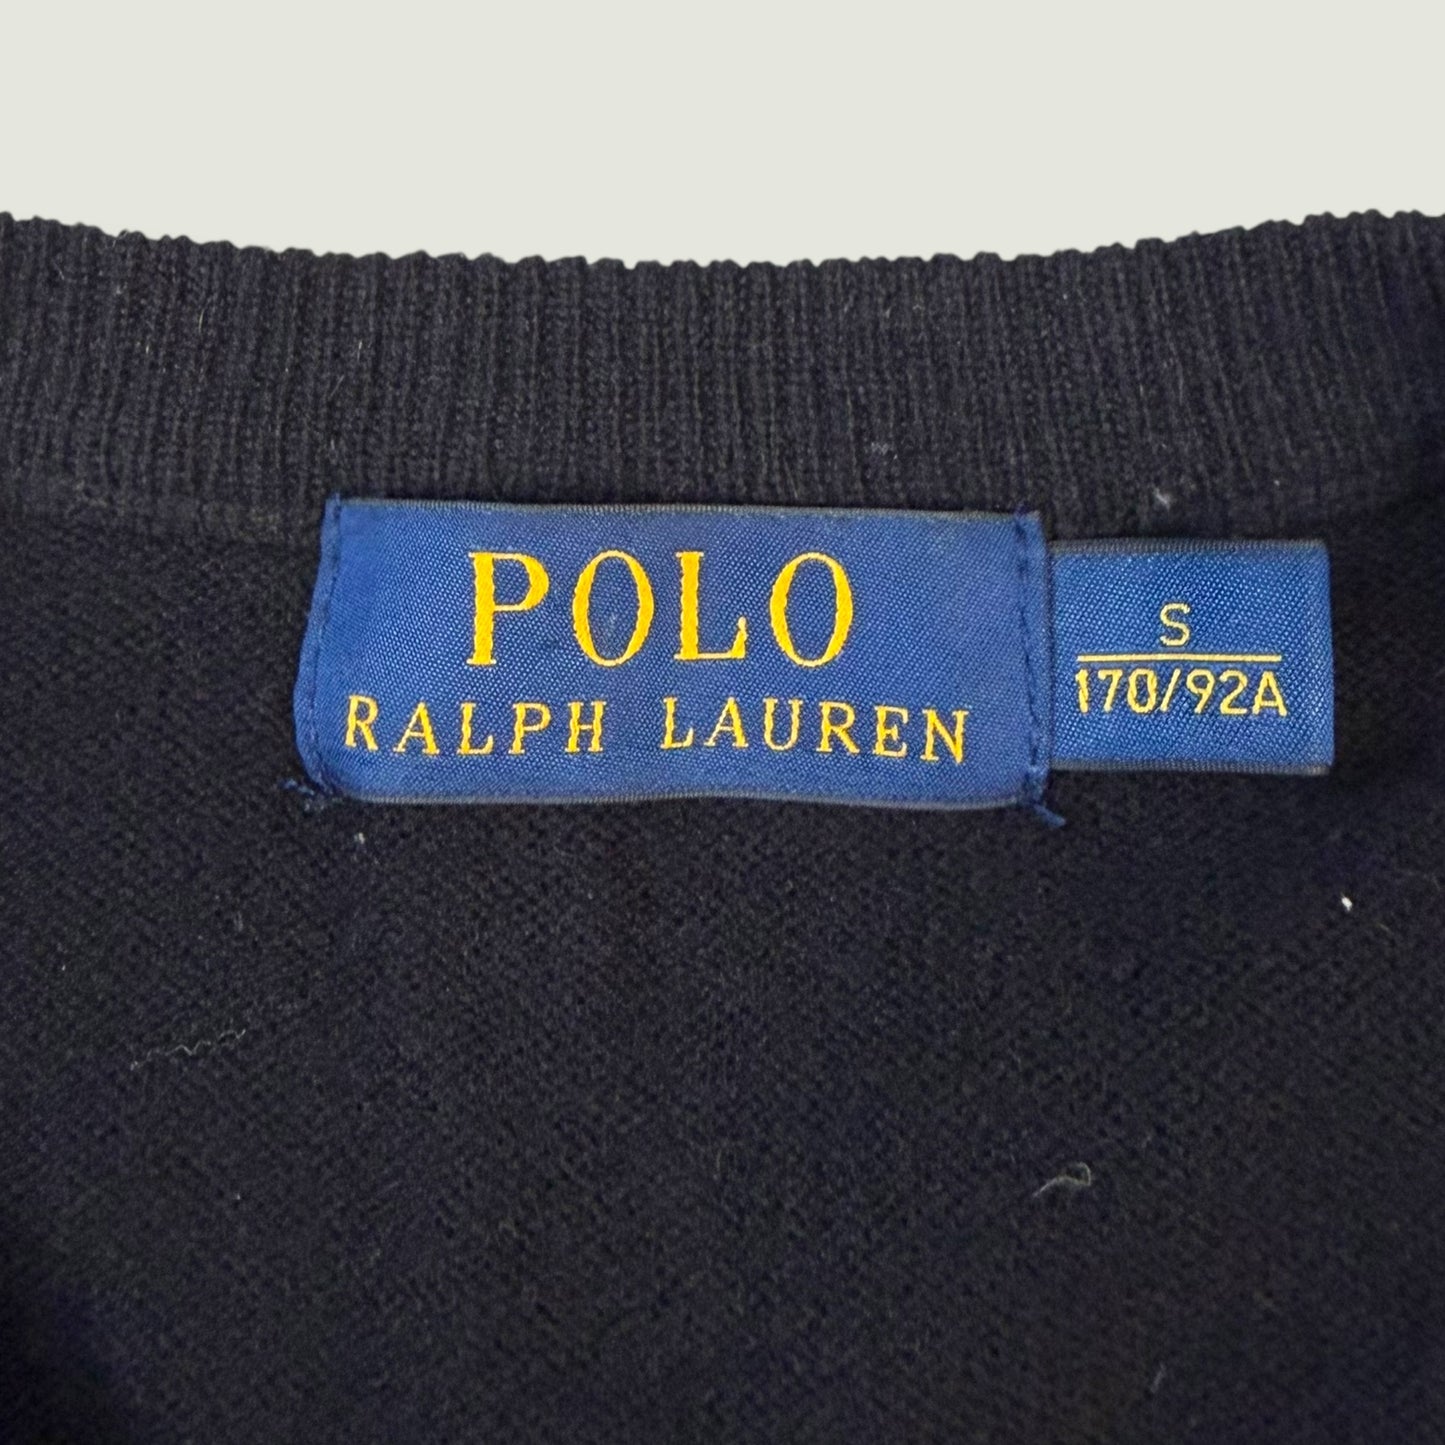 POLO
RALPH LAUREN
S
170/92A